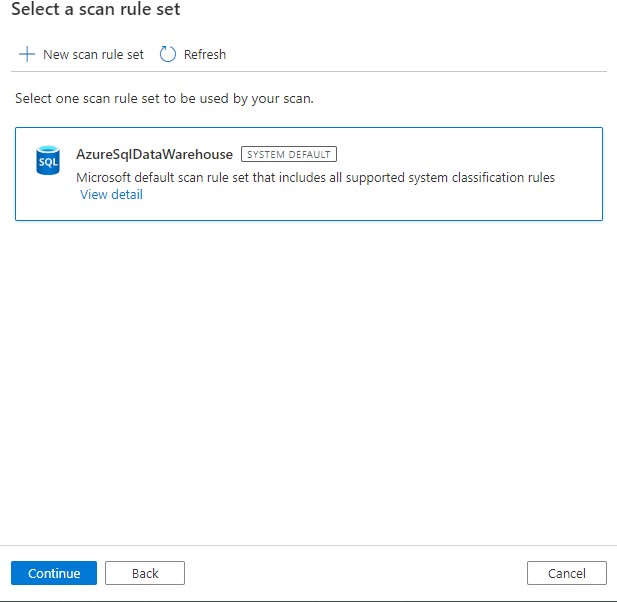 Select a scan rule set
New scan rule set Refresh
Select one scan rule set to be used by your scan.
SQL
AzureSqlDataWarehouse SYSTEM DEFAULT
Microsoft default scan rule set that includes all supported system classification rules
View detail
Continue Back Cancel